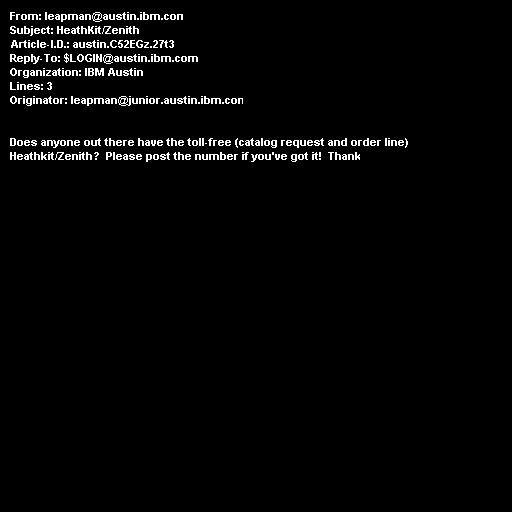 From: leapman@austin.ibm.con
Subject: HeathKit/Zenith
Article-I.D.: austin.C52EGz.27t3
Reply-To: $LOGIN@austin.ibm.com
Organization: IBM Austin
Lines: 3
Originator: leapman@junior.austin.ibm.con
Does anyone out there have the toll-free (catalog request and order line)
Heathkit/Zenith?  Please post the number if you've got it!  Thank